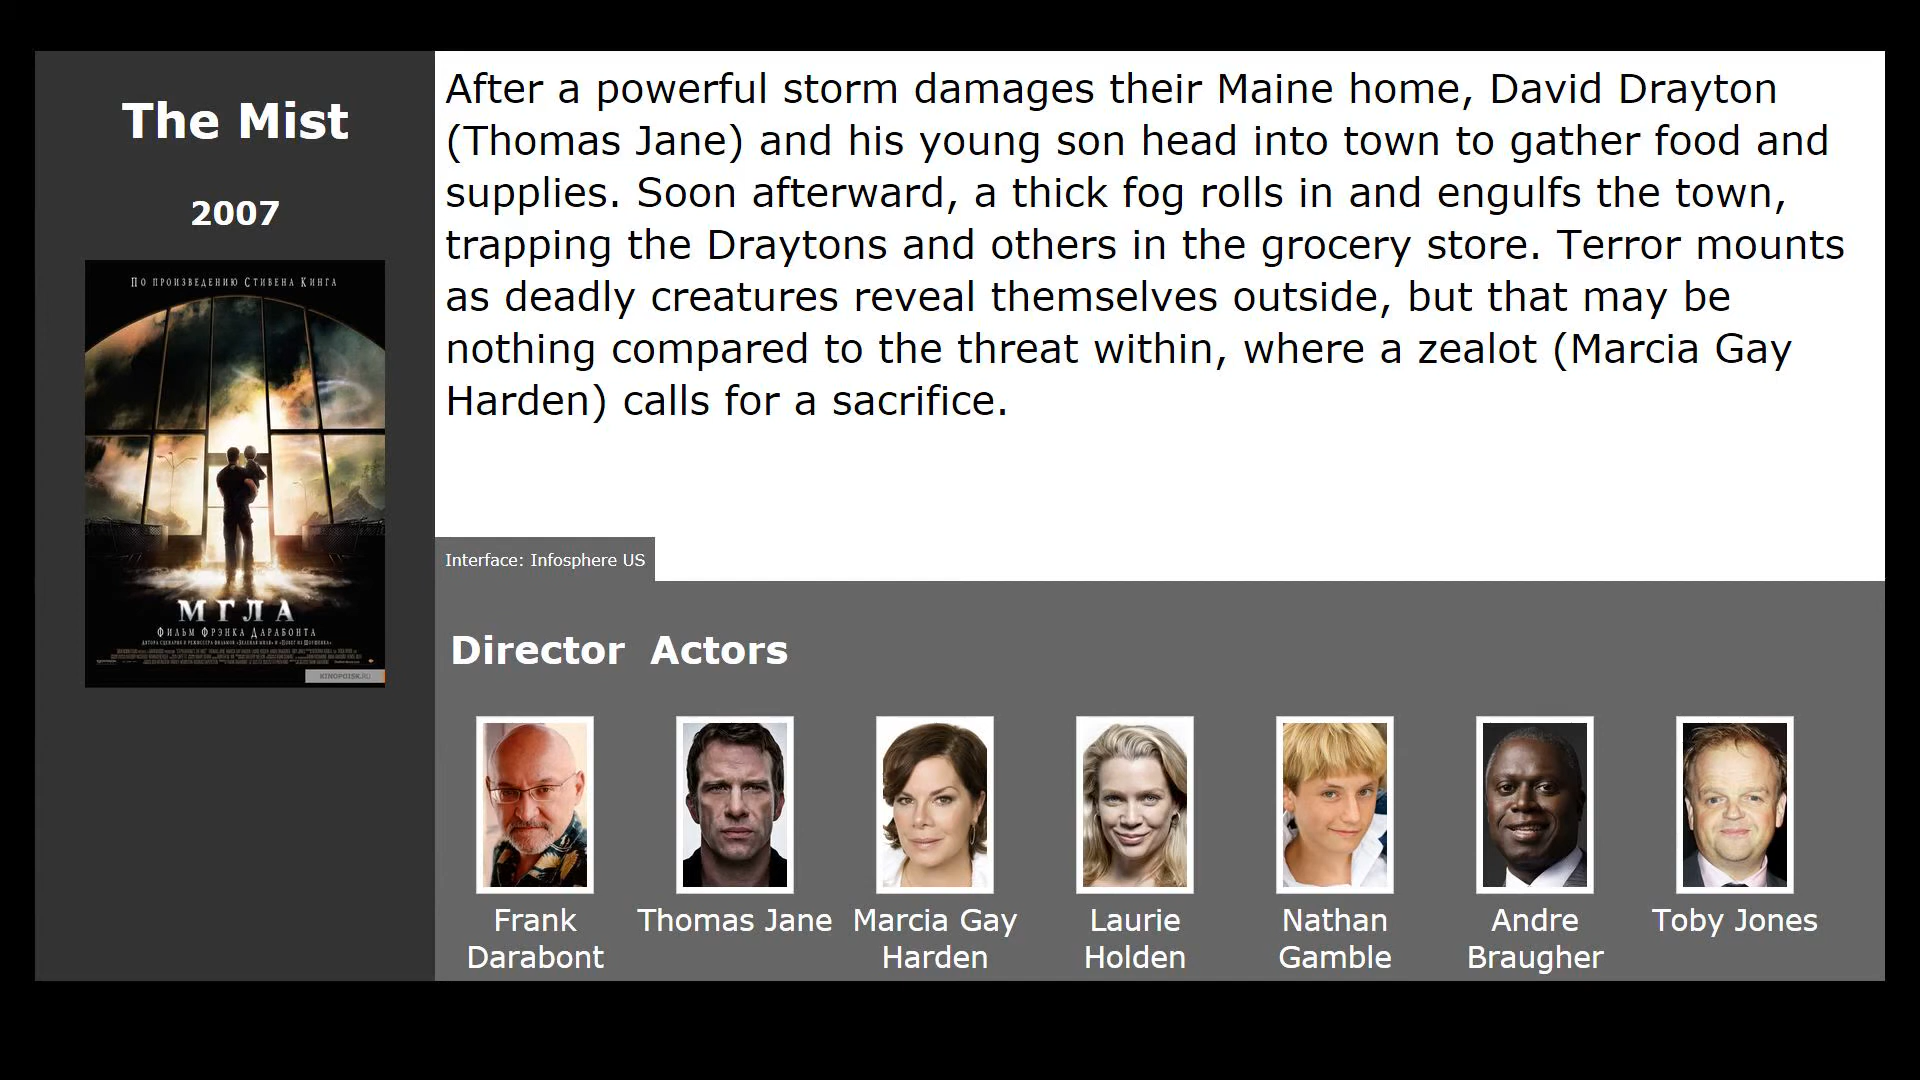 The Mist
2007
По произведению Стивена Кинга
МГЛА
Фильм Фрэнка Дарабонта
KINOPOISK.RU
After a powerful storm damages their Maine home, David Drayton
(Thomas Jane) and his young son head into town to gather food and
supplies. Soon afterward, a thick fog rolls in and engulfs the town,
trapping the Draytons and others in the grocery store. Terror mounts
as deadly creatures reveal themselves outside, but that may be
nothing compared to the threat within, where a zealot (Marcia Gay
Harden) calls for a sacrifice.
Interface: Infosphere US
Director Actors
Frank
Darabont
Thomas Jane
Marcia Gay
Harden
Laurie
Holden
Nathan
Gamble
Andre
Braugher
Toby Jones